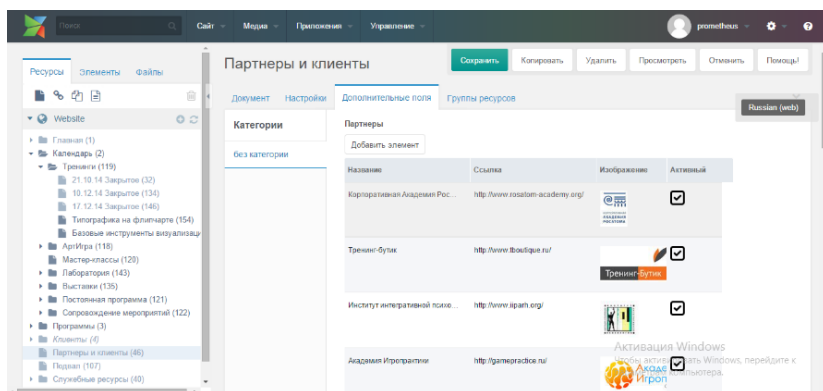 Поиск
Сайт
Медиа
Приложения
Управление
prometheus
Ресурсы
Элементы
Файлы
Партнеры и клиенты
Сохранить
Копировать
Удалить
Просмотреть
Отменить
Помощь!
Документ
Настройки
Дополнительные поля
Группы ресурсов
Russian (web)
Website
Главная (1)
Календарь (2)
Тренинги (119)
21.10.14 Закрытое (32)
10.12.14 Закрытое (134)
17.12.14 Закрытое (146)
Типографика на флипчарте (154)
Базовые инструменты визуализаци
АртИгра (118)
Мастер-классы (120)
Лаборатория (143)
Выставки (135)
Постоянная программа (121)
Сопровождение мероприятий (122)
Программы (3)
Клиенты (4)
Партнеры и клиенты (46)
Подвал (107)
Служебные ресурсы (40)
Категории
без категории
Партнеры
Добавить элемент
Название
Ссылка
Изображение
Активный
Корпоративная Академия Рос...
http://www.rosatom-academy.org/
АКАДЕМИЯ
РОСАТОМА
Тренинг-бутик
http://www.tboutique.ru/
Тренинг-Бутик
Институт интегративной психо...
http://www.iiparh.org/
Академия Игропрактики
http://gamepractice.ru/
Акаде
Игроп
Активация Windows
Чтобы активировать Windows, перейдите к
компьютера.